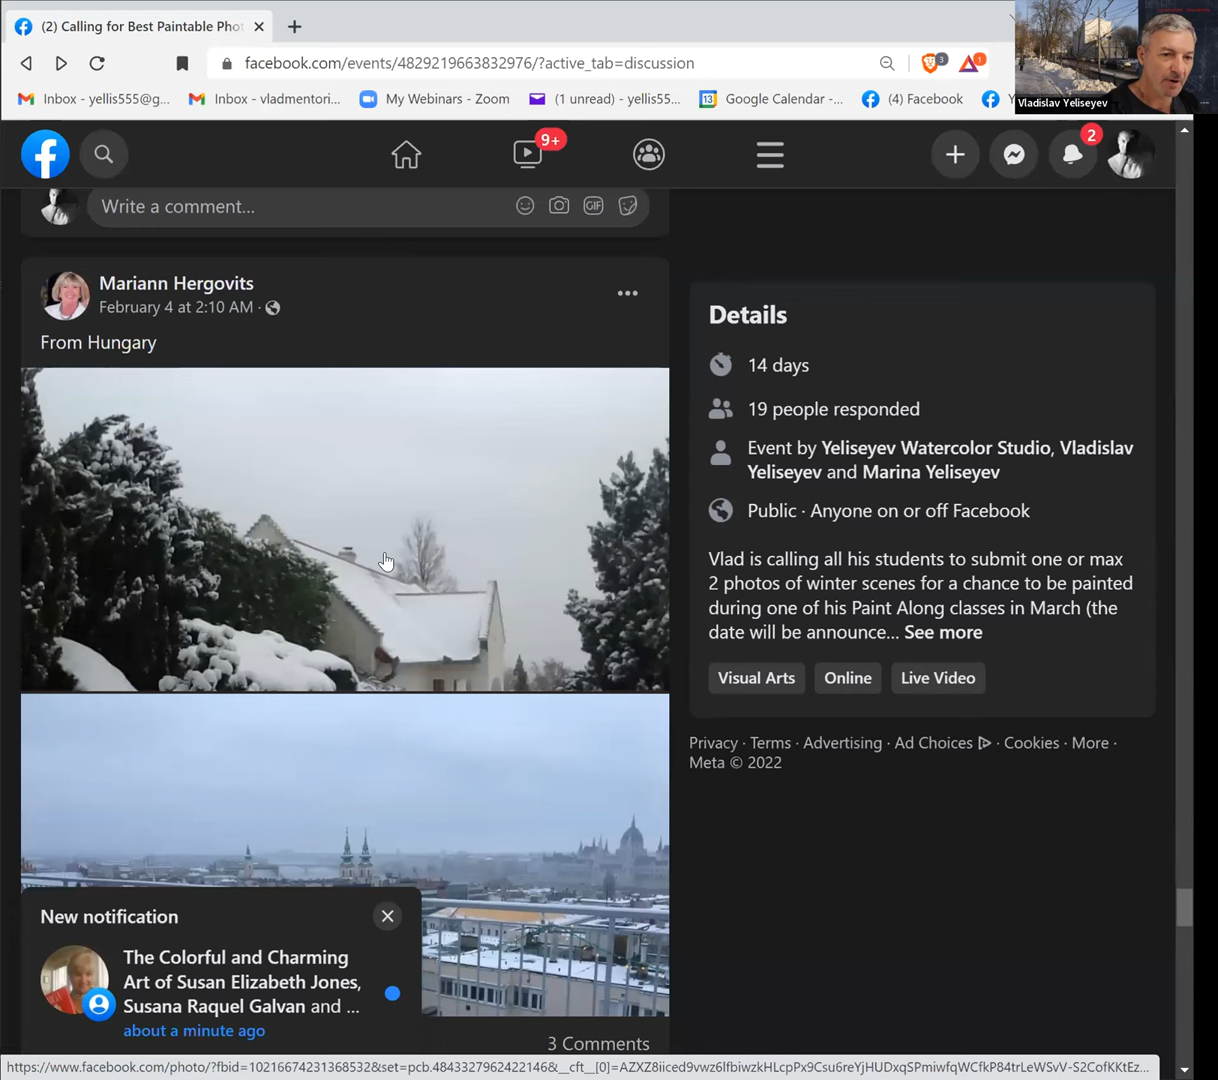 (2) Calling for Best Paintable Pho
facebook.com/events/4829219663832976/?active_tab=discussion
3
1
Vladislav Yeliseyev
Inbox - yellis555@g...
Inbox - vladmentori...
My Webinars - Zoom
(1 unread) - yellis55...
13
Google Calendar -...
(4) Facebook
9+
2
Write a comment...
GIF
Mariann Hergovits
February 4 at 2:10 AM ·
From Hungary
Details
14 days
19 people responded
Event by Yeliseyev Watercolor Studio, Vladislav
Yeliseyev and Marina Yeliseyev
Public · Anyone on or off Facebook
Vlad is calling all his students to submit one or max
2 photos of winter scenes for a chance to be painted
during one of his Paint Along classes in March (the
date will be announce... See more
Visual Arts
Online
Live Video
Privacy · Terms · Advertising · Ad Choices · Cookies · More ·
Meta © 2022
New notification
The Colorful and Charming
Art of Susan Elizabeth Jones,
Susana Raquel Galvan and ...
about a minute ago
3 Comments